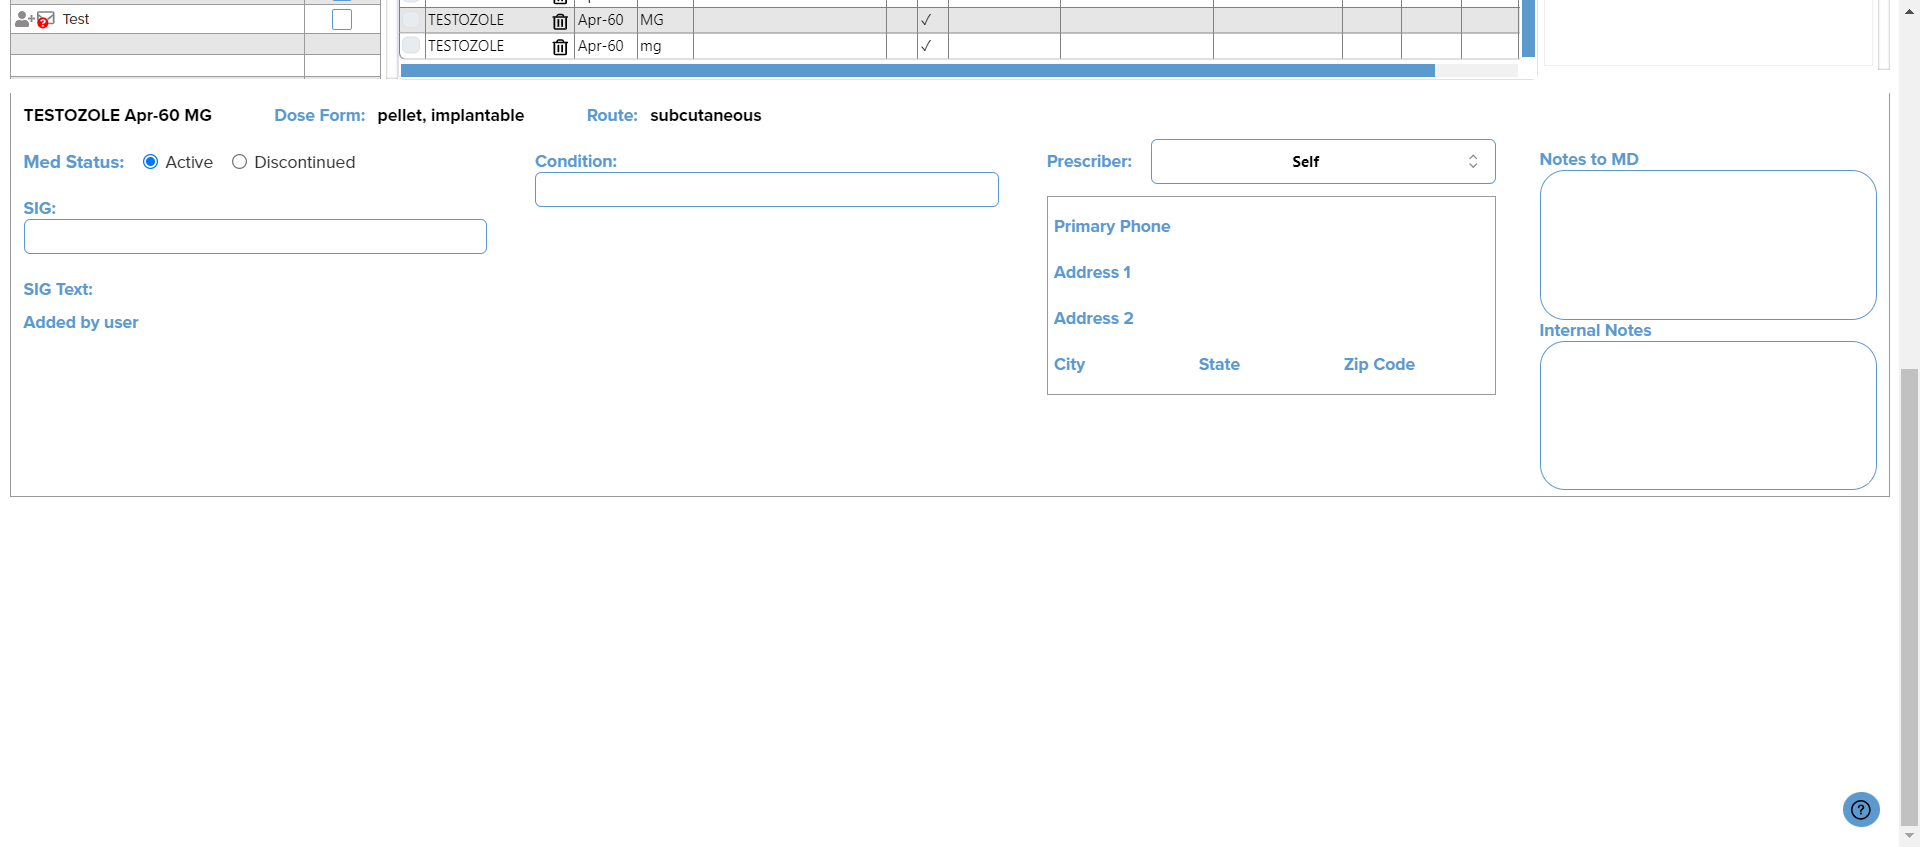 Test
TESTOZOLE Apr-60 MG ✓
TESTOZOLE Apr-60 mg ✓
TESTOZOLE Apr-60 MG Dose Form: pellet, implantable Route: subcutaneous
Med Status: Active Discontinued
Condition:
Prescriber: Self
Notes to MD
SIG:
Primary Phone
Address 1
SIG Text:
Address 2
Added by user
Internal Notes
City State Zip Code
?